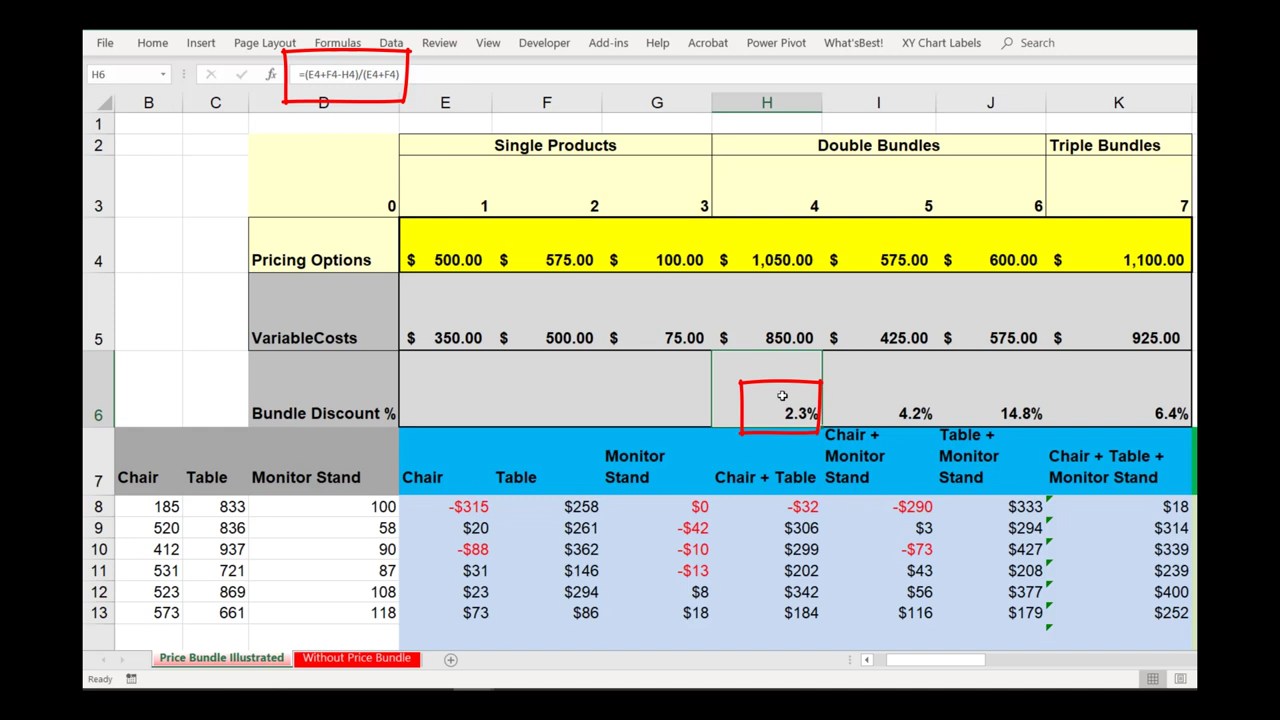 File Home Insert Page Layout Formulas Data Review View Developer Add-ins Help Acrobat Power Pivot What'sBest! XY Chart Labels Search
H6 fx =(E4+F4-H4)/(E4+F4)
B C D E F G H I J K
1
2 Single Products Double Bundles Triple Bundles
3 0 1 2 3 4 5 6 7
4 Pricing Options $ 500.00 $ 575.00 $ 100.00 $ 1,050.00 $ 575.00 $ 600.00 $ 1,100.00
5 VariableCosts $ 350.00 $ 500.00 $ 75.00 $ 850.00 $ 425.00 $ 575.00 $ 925.00
6 Bundle Discount % 2.3% 4.2% 14.8% 6.4%
Chair + Table +
Monitor Monitor Monitor Chair + Table +
7 Chair Table Monitor Stand Chair Table Stand Chair + Table Stand Stand Monitor Stand
8 185 833 100 -$315 $258 $0 -$32 -$290 $333 $18
9 520 836 58 $20 $261 -$42 $306 $3 $294 $314
10 412 937 90 -$88 $362 -$10 $299 -$73 $427 $339
11 531 721 87 $31 $146 -$13 $202 $43 $208 $239
12 523 869 108 $23 $294 $8 $342 $56 $377 $400
13 573 661 118 $73 $86 $18 $184 $116 $179 $252
Price Bundle Illustrated Without Price Bundle
Ready